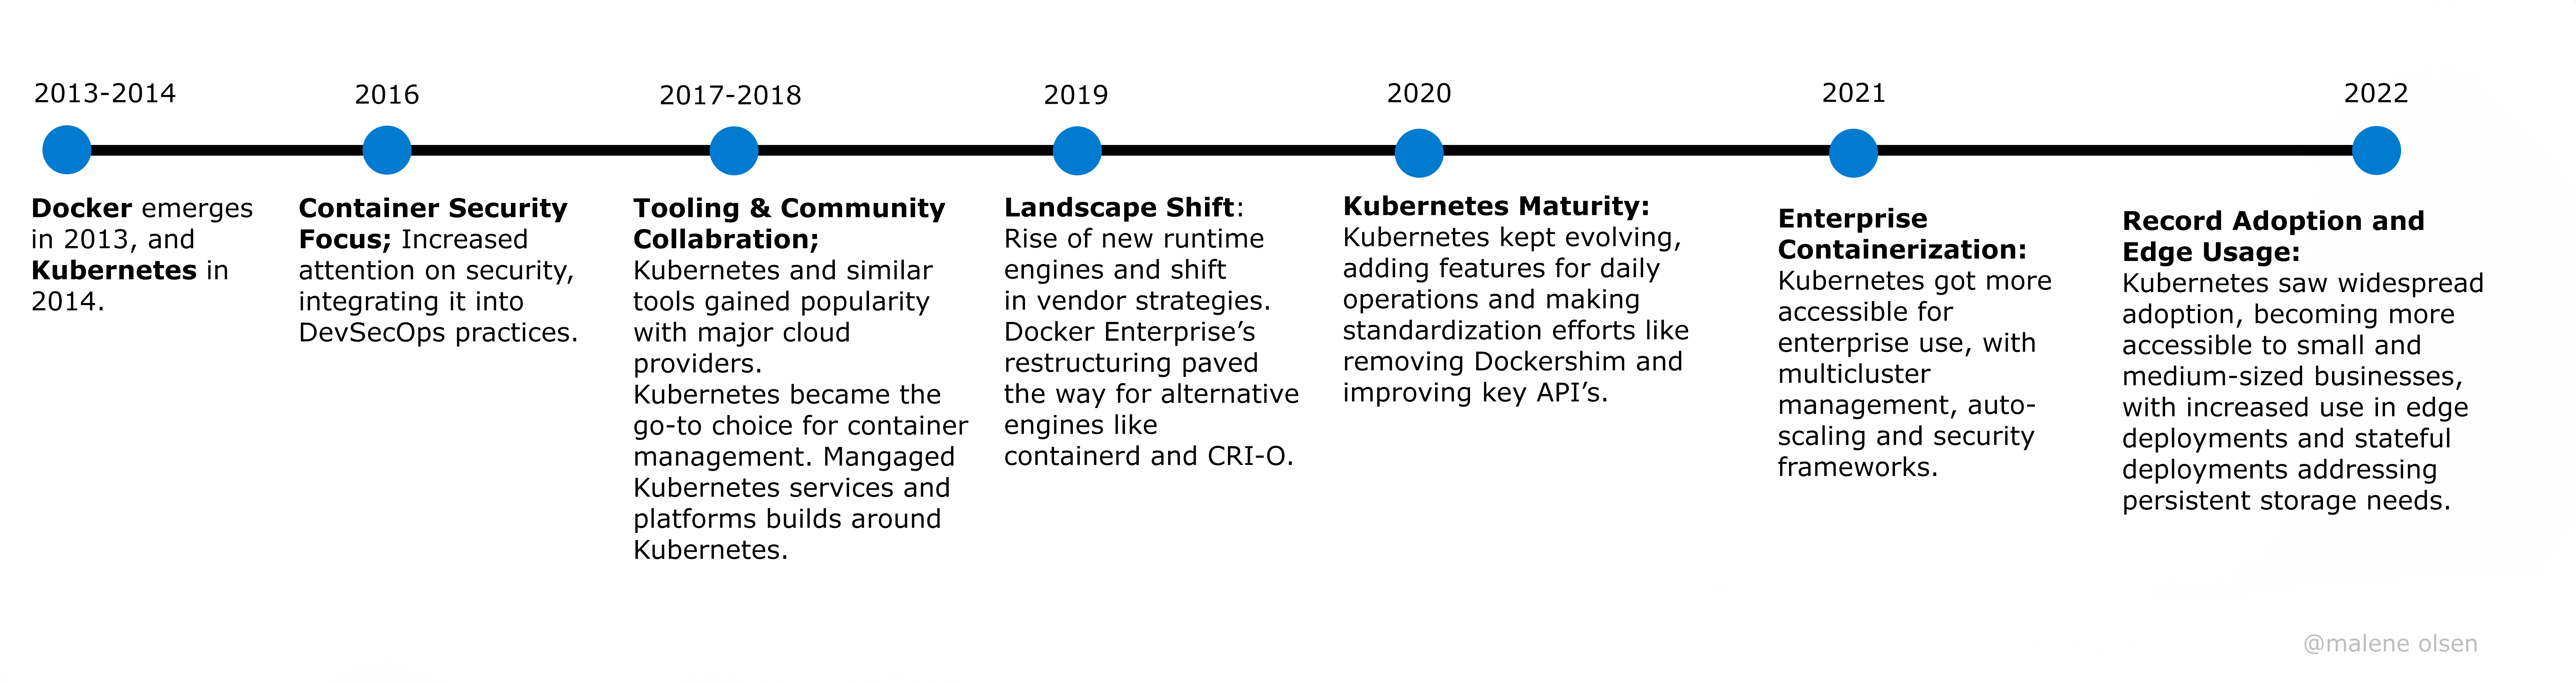 2013-2014
Docker emerges
in 2013, and
Kubernetes in
2014.
2016
Container Security
Focus; Increased
attention on security,
integrating it into
DevSecOps practices.
2017-2018
Tooling & Community
Collabration;
Kubernetes and similar
tools gained popularity
with major cloud
providers.
Kubernetes became the
go-to choice for container
management. Mangaged
Kubernetes services and
platforms builds around
Kubernetes.
2019
Landscape Shift:
Rise of new runtime
engines and shift
in vendor strategies.
Docker Enterprise’s
restructuring paved
the way for alternative
engines like
containerd and CRI-O.
2020
Kubernetes Maturity:
Kubernetes kept evolving,
adding features for daily
operations and making
standardization efforts like
removing Dockershim and
improving key API’s.
2021
Enterprise
Containerization:
Kubernetes got more
accessible for
enterprise use, with
multicluster
management, auto-
scaling and security
frameworks.
2022
Record Adoption and
Edge Usage:
Kubernetes saw widespread
adoption, becoming more
accessible to small and
medium-sized businesses,
with increased use in edge
deployments and stateful
deployments addressing
persistent storage needs.
@malene olsen